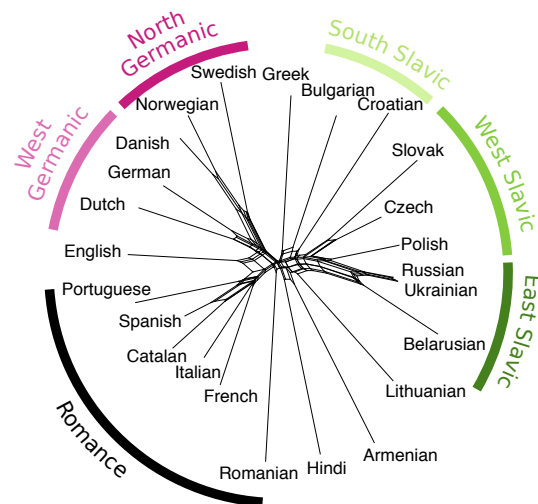 North
Germanic
South Slavic
West
Germanic
West Slavic
East Slavic
Romance
Swedish
Greek
Bulgarian
Norwegian
Croatian
Danish
Slovak
German
Dutch
Czech
English
Polish
Russian
Portuguese
Ukrainian
Spanish
Belarusian
Catalan
Italian
French
Lithuanian
Romanian
Hindi
Armenian